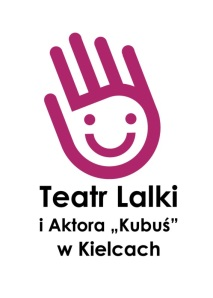 Teatr Lalki
i Aktora „Kubuś”
w Kielcach